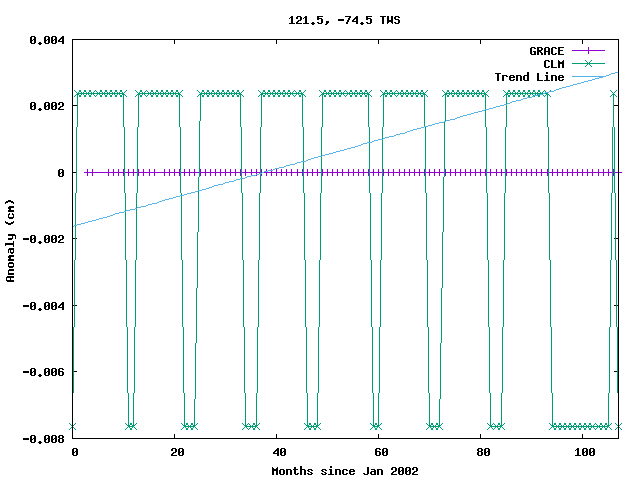 121.5, -74.5 TWS
GRACE
CLM
Trend Line
0.004
0.002
0
-0.002
-0.004
-0.006
-0.008
Anomaly (cm)
0 20 40 60 80 100
Months since Jan 2002